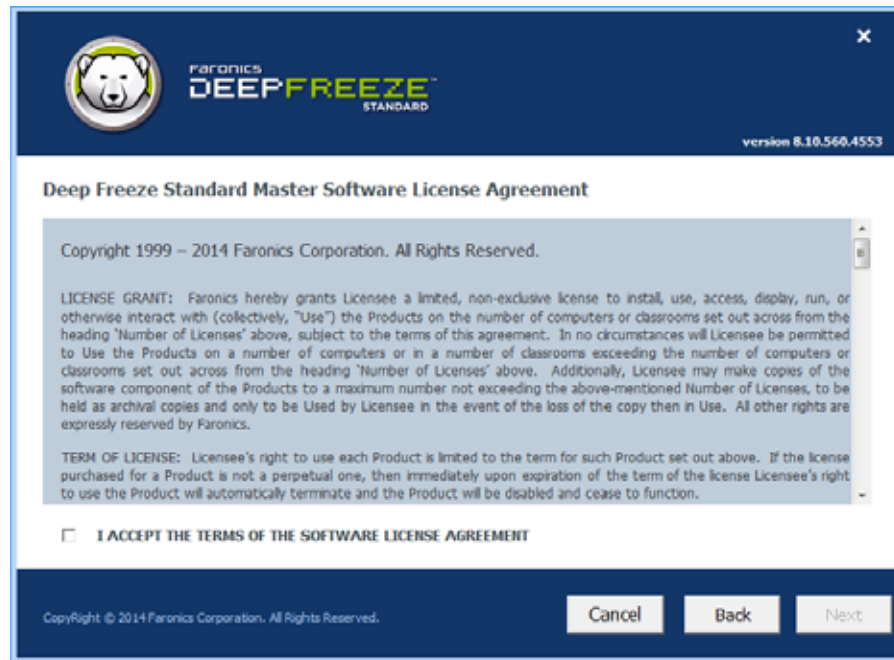 ×
Faronics
DEEPFREEZE™
STANDARD
version 8.10.560.4553
Deep Freeze Standard Master Software License Agreement
Copyright 1999 – 2014 Faronics Corporation. All Rights Reserved.
LICENSE GRANT: Faronics hereby grants Licensee a limited, non-exclusive license to install, use, access, display, run, or
otherwise interact with (collectively, "Use") the Products on the number of computers or classrooms set out across from the
heading 'Number of Licenses' above, subject to the terms of this agreement. In no circumstances will Licensee be permitted
to Use the Products on a number of computers or in a number of classrooms exceeding the number of computers or
classrooms set out across from the heading 'Number of Licenses' above. Additionally, Licensee may make copies of the
software component of the Products to a maximum number not exceeding the above-mentioned Number of Licenses, to be
held as archival copies and only to be Used by Licensee in the event of the loss of the copy then in Use. All other rights are
expressly reserved by Faronics.
TERM OF LICENSE: Licensee's right to use each Product is limited to the term for such Product set out above. If the license
purchased for a Product is not a perpetual one, then immediately upon expiration of the term of the license Licensee's right
to use the Product will automatically terminate and the Product will be disabled and cease to function.
I ACCEPT THE TERMS OF THE SOFTWARE LICENSE AGREEMENT
CopyRight © 2014 Faronics Corporation. All Rights Reserved.
Cancel
Back
Next